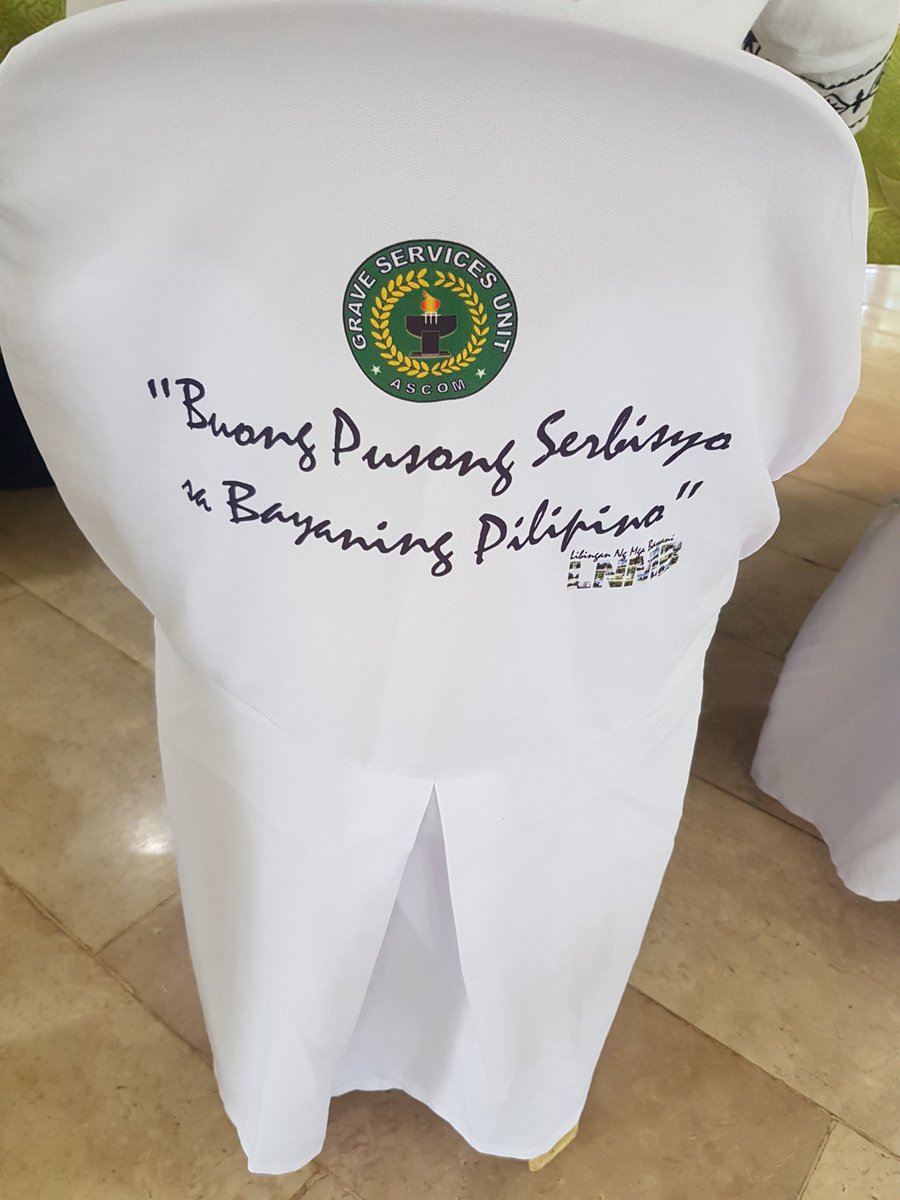 GRAVE SERVICES UNIT
ASCOM
"Buong Pusong Serbisyo
sa Bayaning Pilipino"
Libingan Ng Mga Bayani
LNMB